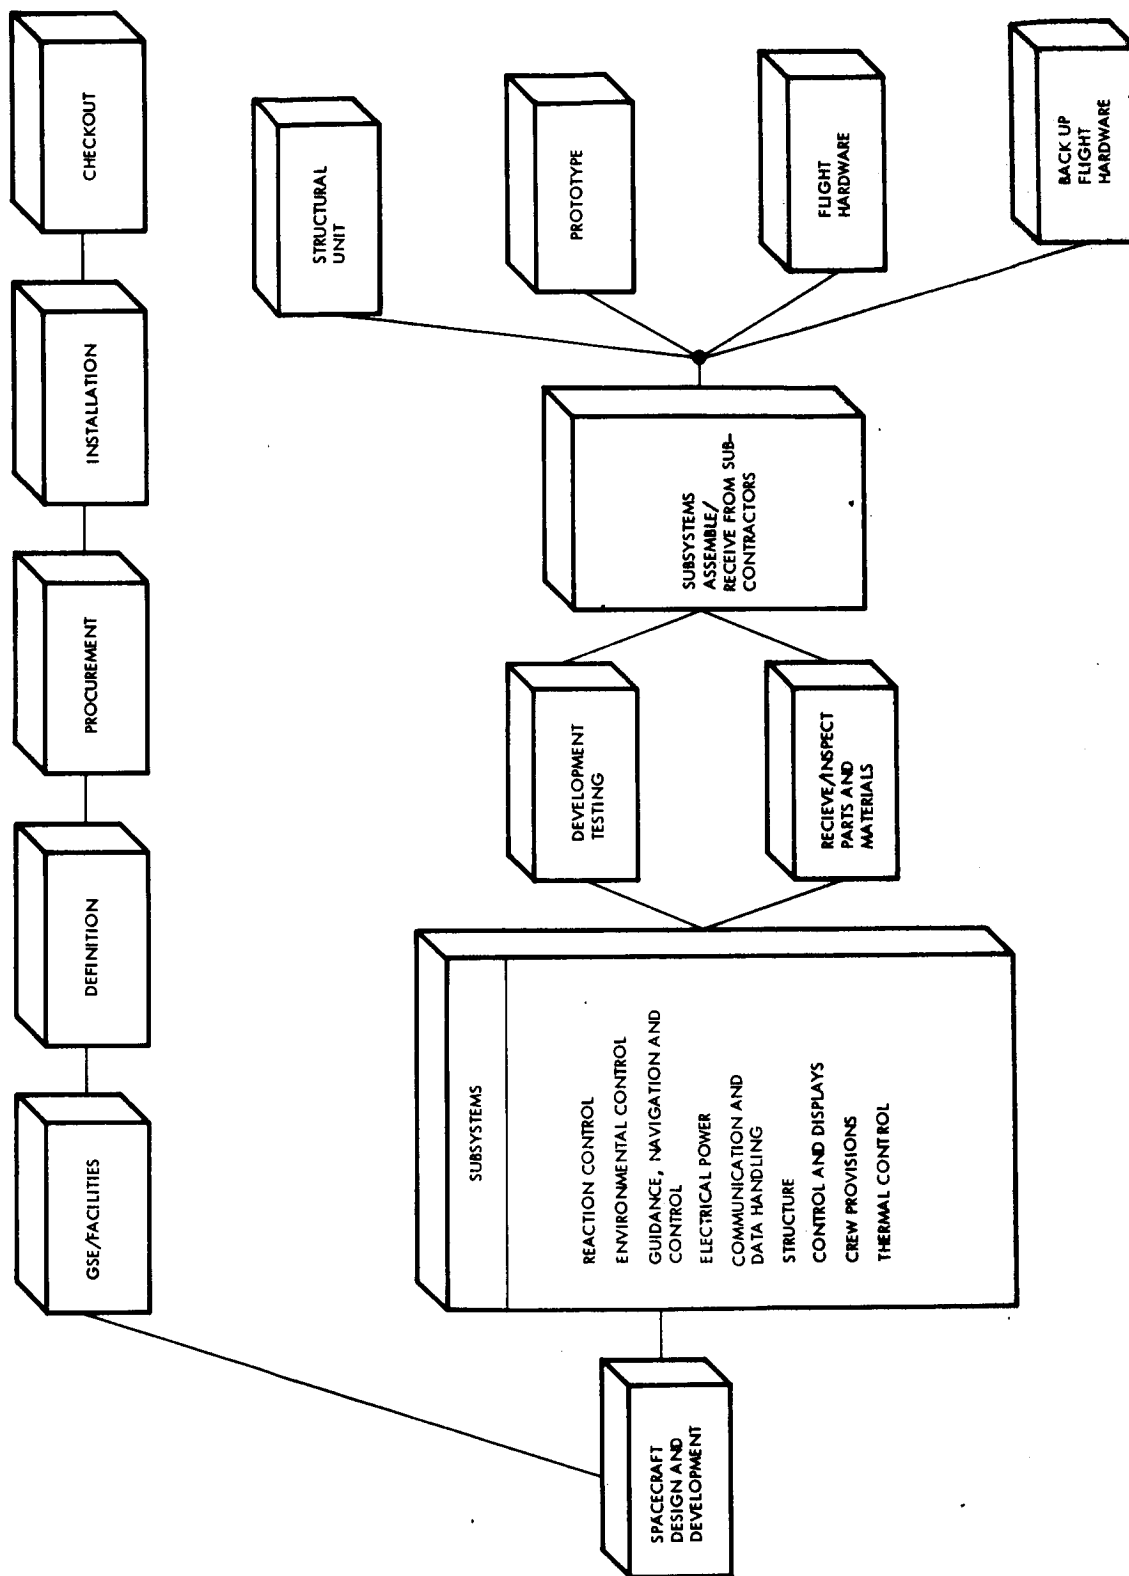 GSE/FACILITIES
DEFINITION
PROCUREMENT
INSTALLATION
CHECKOUT
SPACECRAFT
DESIGN AND
DEVELOPMENT
SUBSYSTEMS
REACTION CONTROL
ENVIRONMENTAL CONTROL
GUIDANCE, NAVIGATION AND
CONTROL
ELECTRICAL POWER
COMMUNICATION AND
DATA HANDLING
STRUCTURE
CONTROL AND DISPLAYS
CREW PROVISIONS
THERMAL CONTROL
DEVELOPMENT
TESTING
RECIEVE/INSPECT
PARTS AND
MATERIALS
SUBSYSTEMS
ASSEMBLE/
RECEIVE FROM SUB-
CONTRACTORS
STRUCTURAL
UNIT
PROTOTYPE
FLIGHT
HARDWARE
BACK UP
FLIGHT
HARDWARE